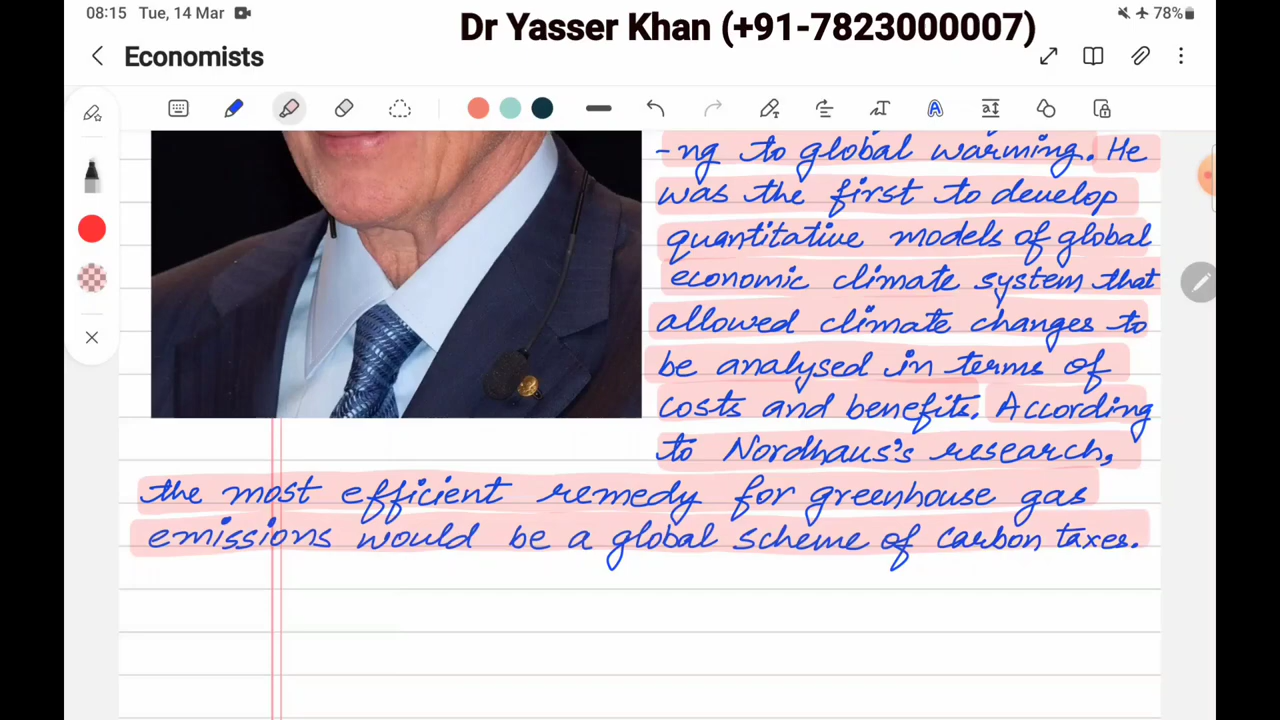 08:15 Tue, 14 Mar
Dr Yasser Khan (+91-7823000007)
78%
Economists
-ng to global warming. He
was the first to develop
quantitative models of global
economic climate system that
allowed climate changes to
be analysed in terms of
costs and benefits. According
to Nordhaus's research,
the most efficient remedy for greenhouse gas
emissions would be a global scheme of carbon taxes.